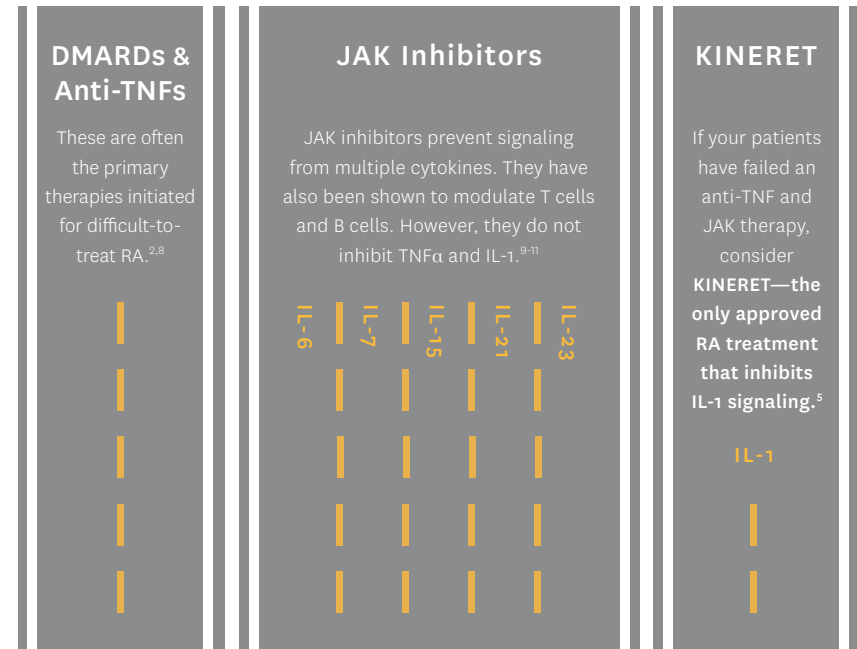 DMARDs &
Anti-TNFs
These are often
the primary
therapies initiated
for difficult-to-
treat RA.2,8
JAK Inhibitors
JAK inhibitors prevent signaling
from multiple cytokines. They have
also been shown to modulate T cells
and B cells. However, they do not
inhibit TNFα and IL-1.9-11
IL-6
IL-7
IL-15
IL-21
IL-23
KINERET
If your patients
have failed an
anti-TNF and
JAK therapy,
consider
KINERET—the
only approved
RA treatment
that inhibits
IL-1 signaling.5
IL-1